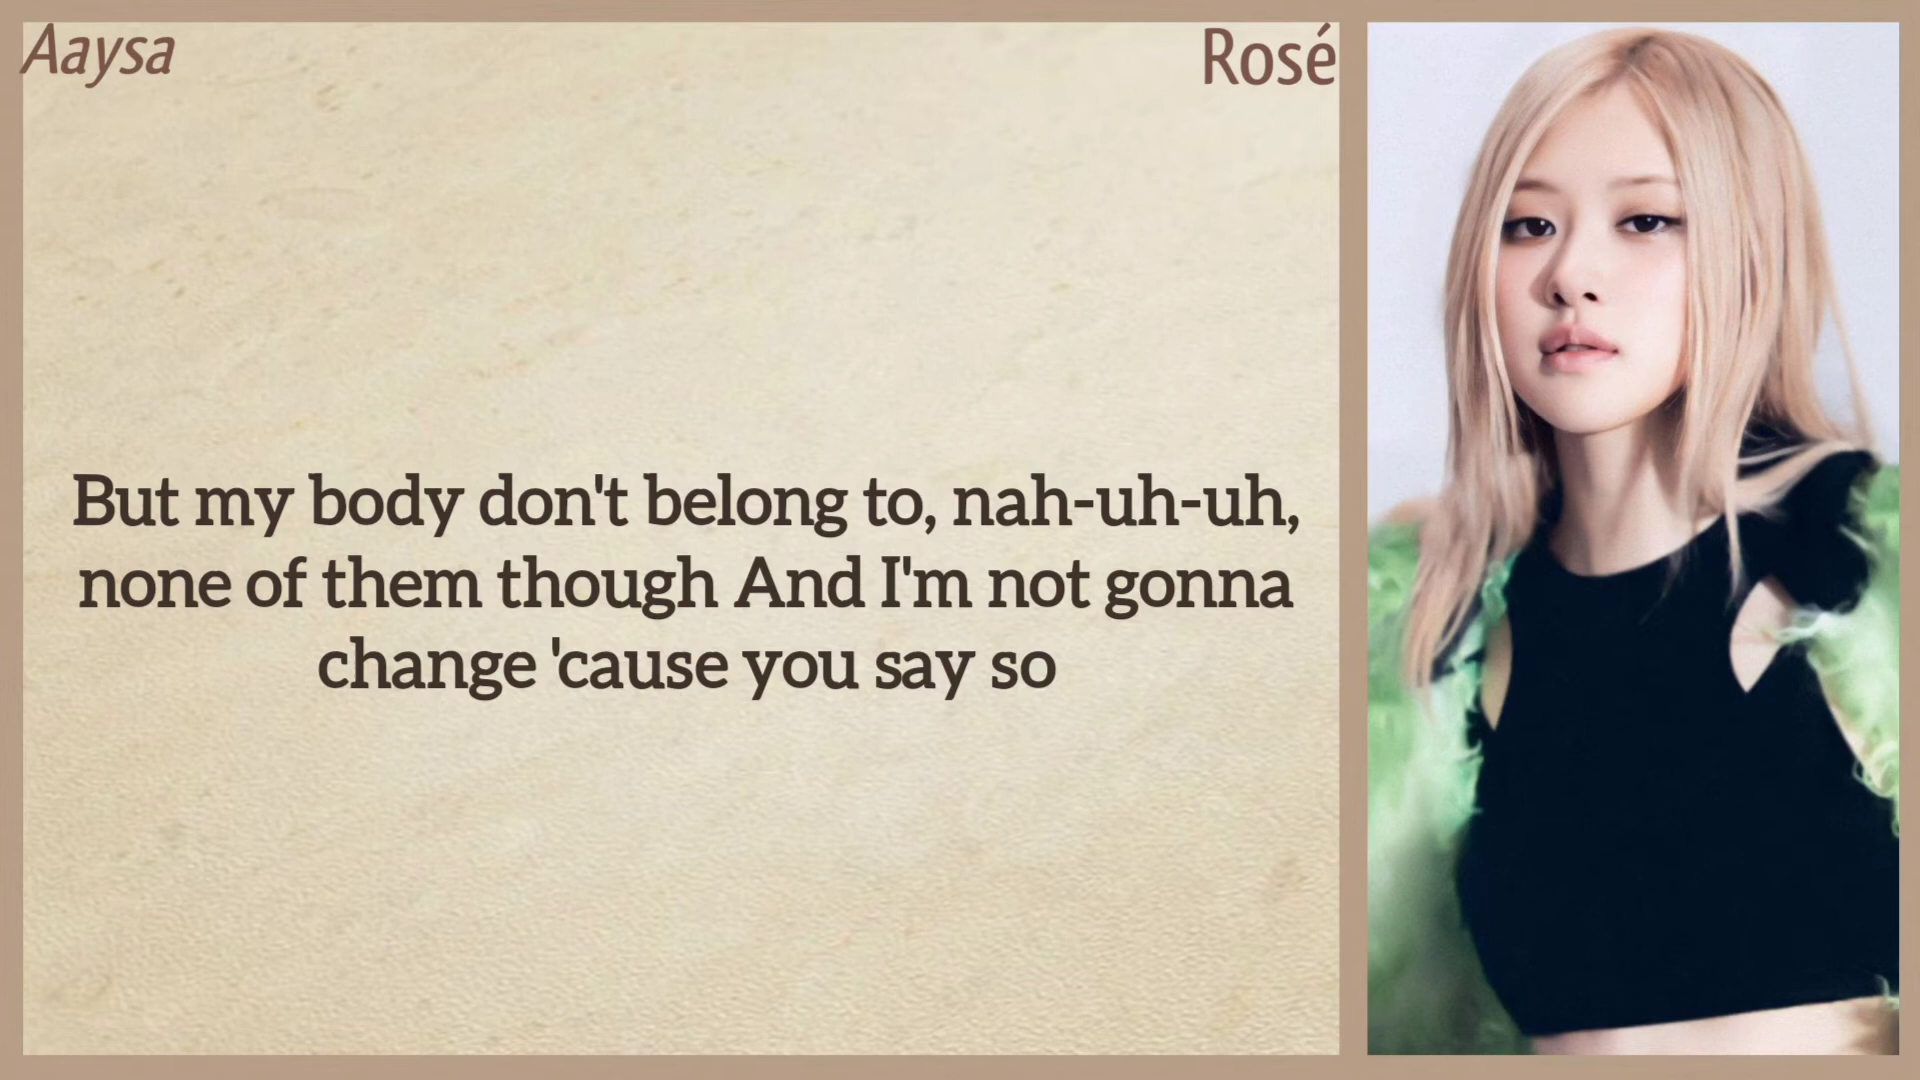 Aaysa
Rosé
But my body don't belong to, nah-uh-uh,
none of them though And I'm not gonna
change 'cause you say so